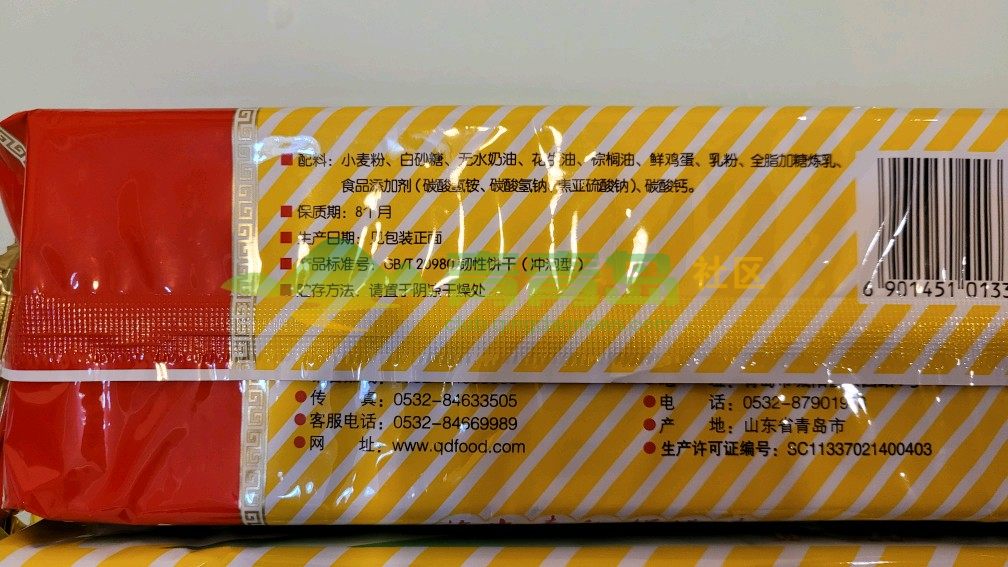 配料：小麦粉、白砂糖、无水奶油、花生油、棕榈油、鲜鸡蛋、乳粉、全脂加糖炼乳、
食品添加剂（碳酸氢铵、碳酸氢钠、焦亚硫酸钠）、碳酸钙。
保质期：8个月
生产日期：见包装正面
产品标准号：GB/T 20980 韧性饼干（冲泡型）
贮存方法：请置于阴凉干燥处
社区
6 901451 0133
传 真：0532-84633505
客服电话：0532-84669989
网 址：www.qdfood.com
电 话：0532-87901
产 地：山东省青岛市
生产许可证编号：SC11337021400403